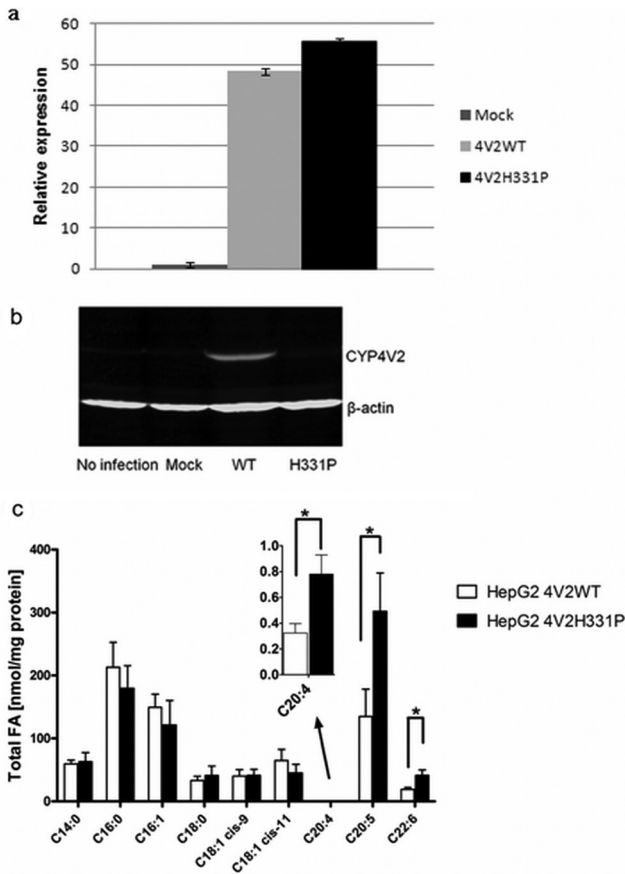 a
60
50
40
30
20
10
0
Relative expression
Mock
4V2WT
4V2H331P
b
CYP4V2
β-actin
No infection Mock WT H331P
c
400
300
200
100
0
Total FA [nmol/mg protein]
*
1.0
0.8
0.6
0.4
0.2
0.0
C20:4
*
*
HepG2 4V2WT
HepG2 4V2H331P
C14:0
C16:0
C16:1
C18:0
C18:1 cis-9
C18:1 cis-11
C20:4
C20:5
C22:6